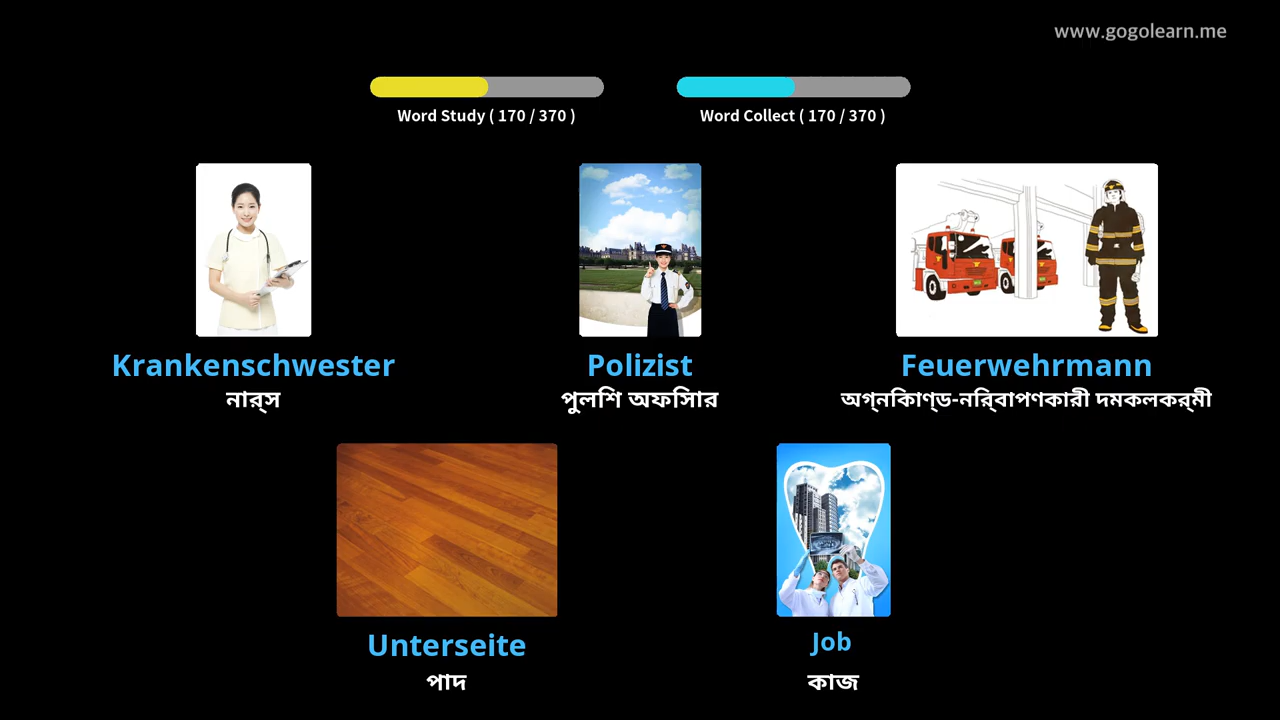 www.gogolearn.me
Word Study ( 170 / 370 )
Word Collect ( 170 / 370 )
Krankenschwester
Polizist
Feuerwehrmann
নার্স
পুলিশ অফিসার
অগ্নিকাণ্ড-নির্বাপণকারী দমকলকর্মী
Unterseite
Job
পাদ
কাজ